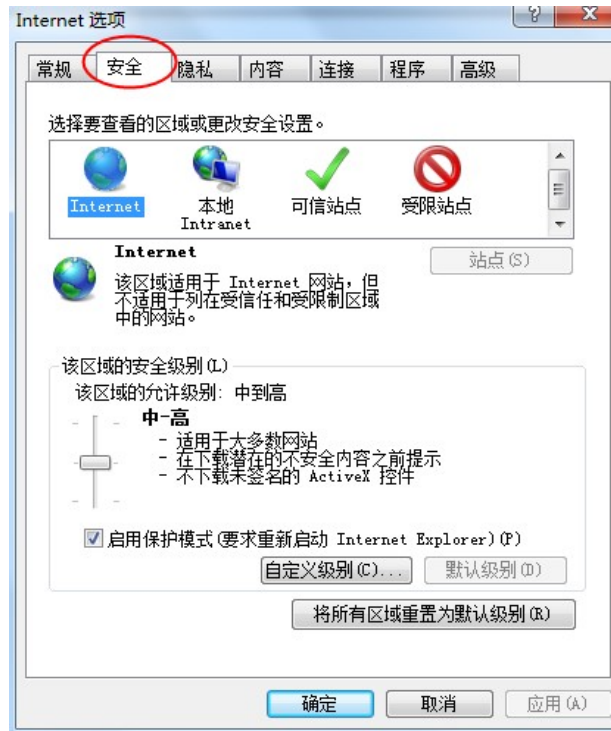 Internet 选项
常规 安全 隐私 内容 连接 程序 高级
选择要查看的区域或更改安全设置。
Internet
本地
Intranet
可信站点
受限站点
Internet
站点(S)
该区域适用于 Internet 网站，但
不适用于列在受信任和受限制区域
中的网站。
该区域的安全级别(L)
该区域的允许级别: 中到高
中-高
- 适用于大多数网站
- 在下载潜在的不安全内容之前提示
- 不下载未签名的 ActiveX 控件
启用保护模式(要求重新启动 Internet Explorer)(P)
自定义级别(C)... 默认级别(D)
将所有区域重置为默认级别(R)
确定 取消 应用(A)